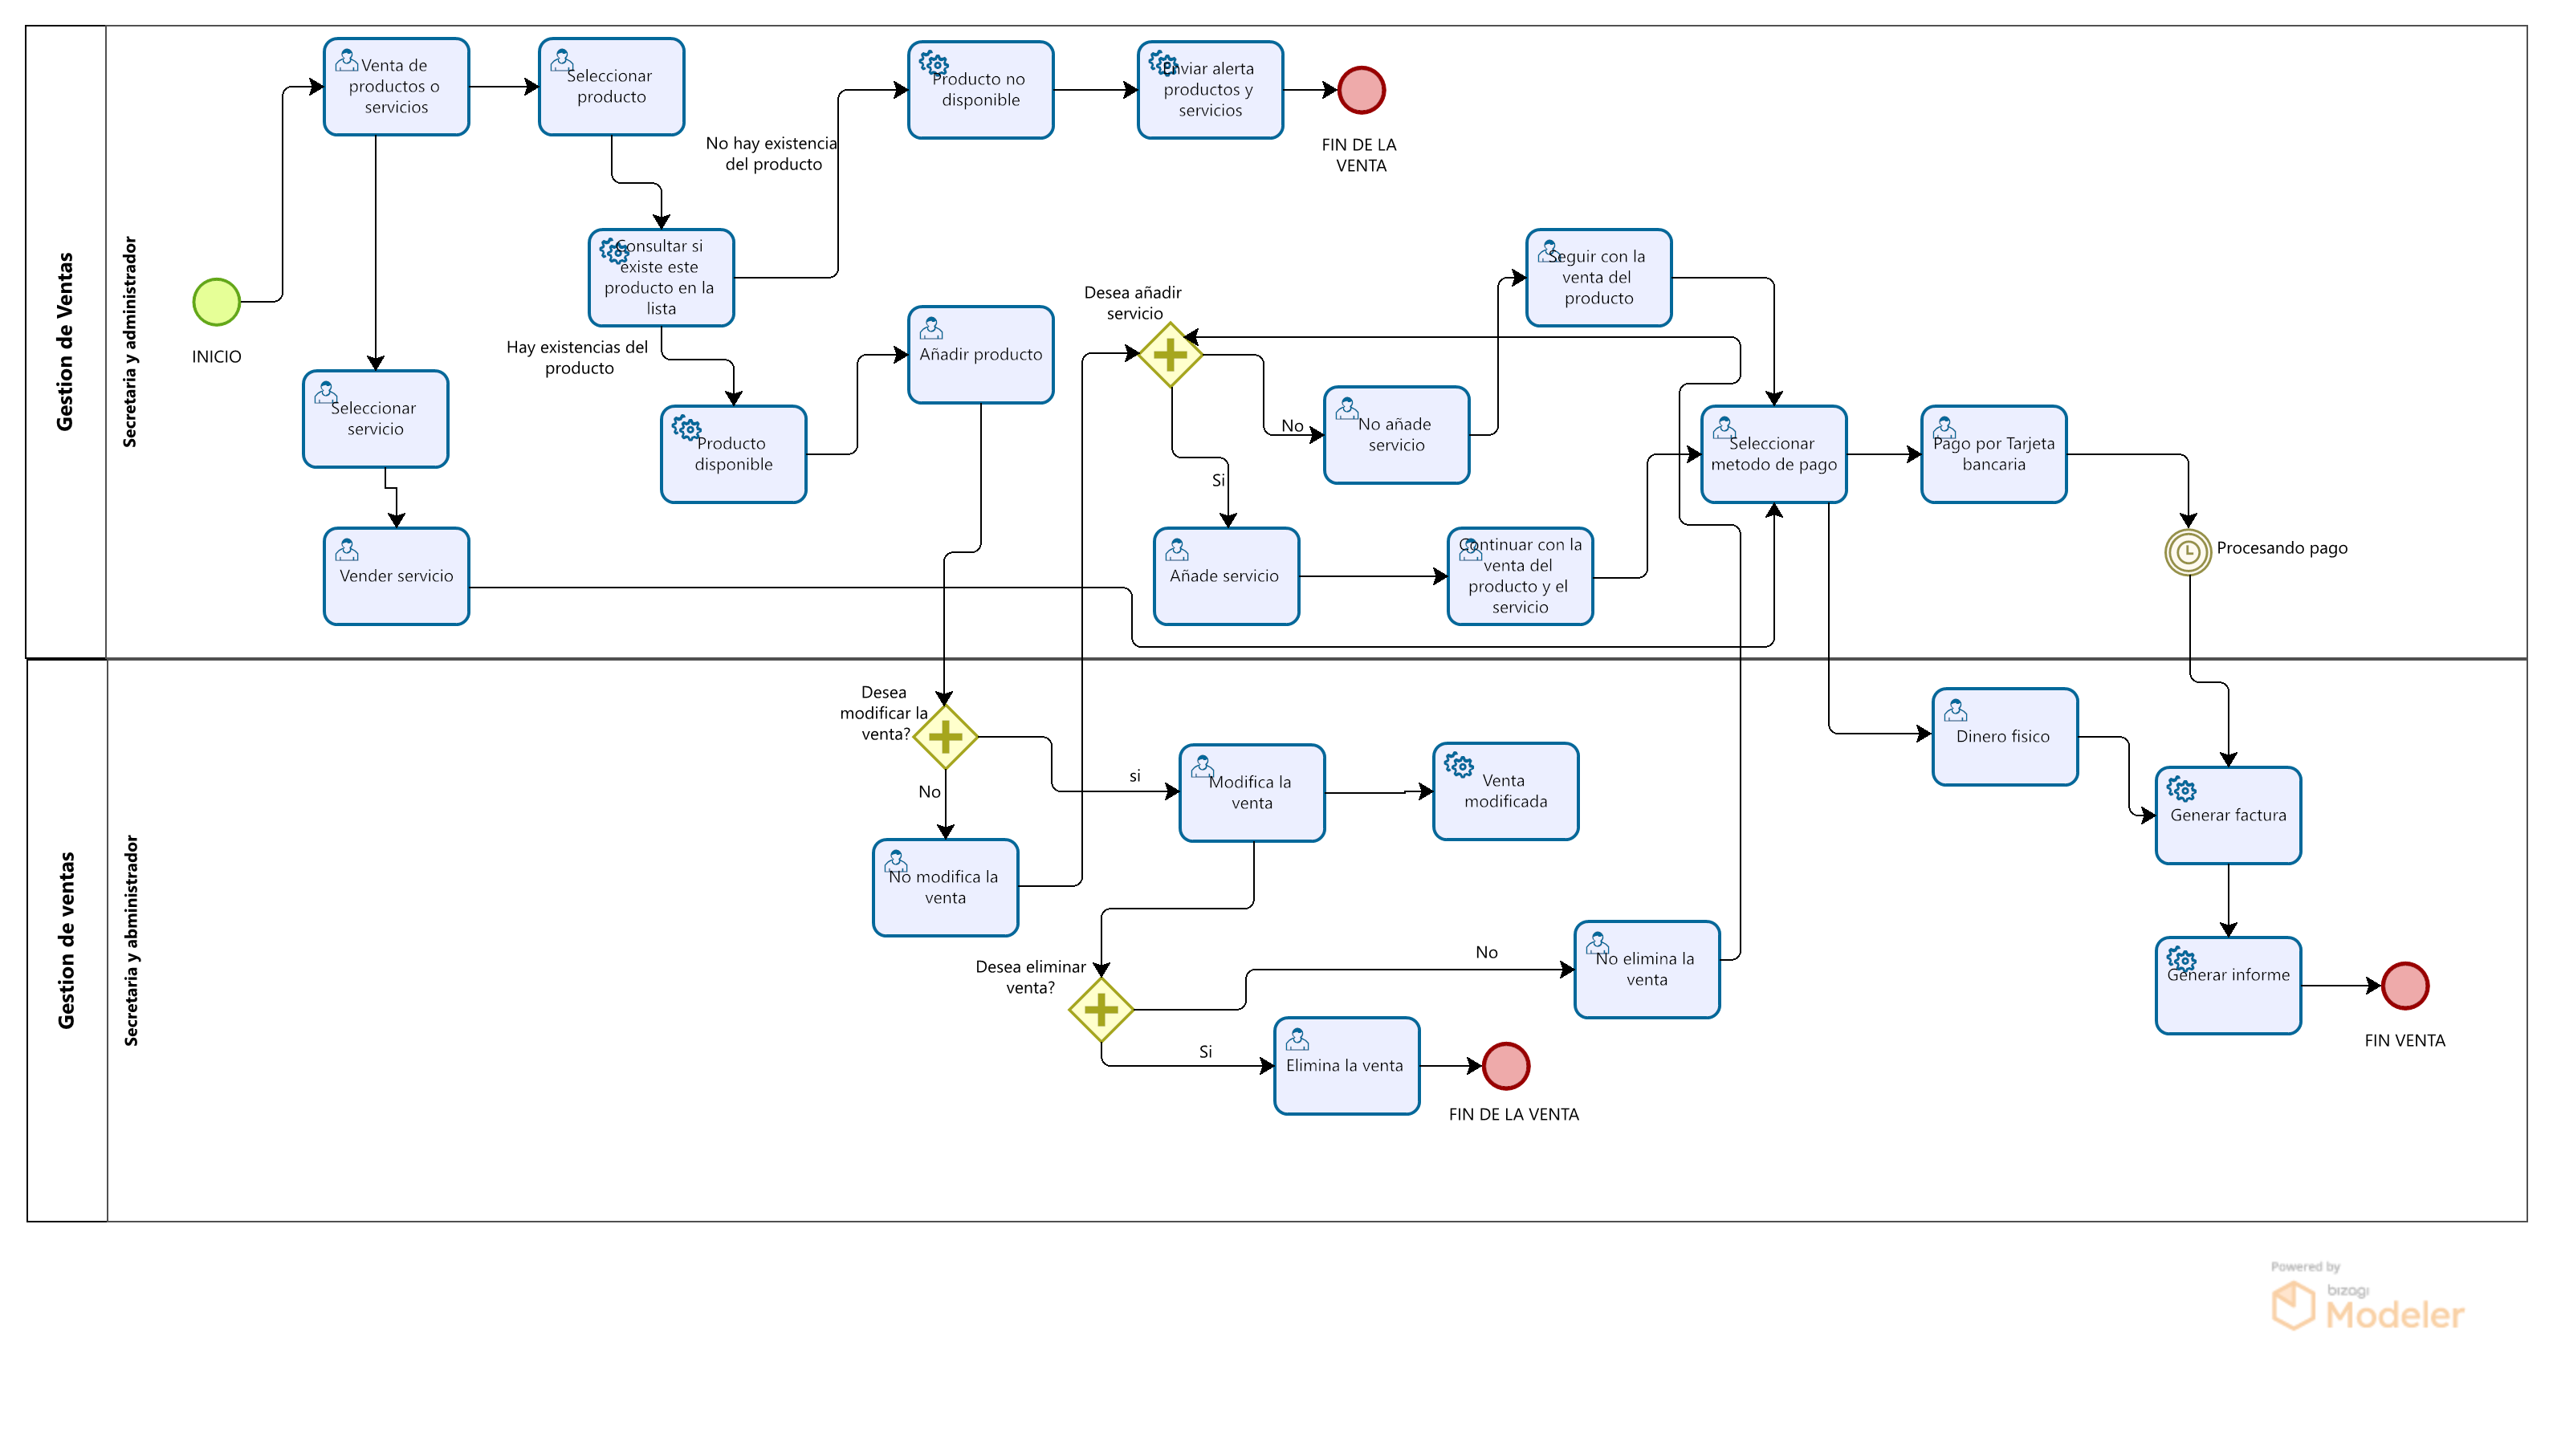 Gestion de Ventas
Secretaria y administrador
INICIO
Venta de
productos o
servicios
Seleccionar
producto
No hay existencia
del producto
Producto no
disponible
Enviar alerta
productos y
servicios
FIN DE LA
VENTA
Consultar si
existe este
producto en la
lista
Hay existencias del
producto
Producto
disponible
Añadir producto
Seleccionar
servicio
Vender servicio
Desea añadir
servicio
No
No añade
servicio
Seguir con la
venta del
producto
Si
Añade servicio
Continuar con la
venta del
producto y el
servicio
Seleccionar
metodo de pago
Pago por Tarjeta
bancaria
Procesando pago
Gestion de ventas
Secretaria y abministrador
Desea
modificar la
venta?
No
si
No modifica la
venta
Modifica la
venta
Venta
modificada
Desea eliminar
venta?
No
No elimina la
venta
Si
Elimina la venta
FIN DE LA VENTA
Dinero fisico
Generar factura
Generar informe
FIN VENTA
Powered by
bizagi
Modeler